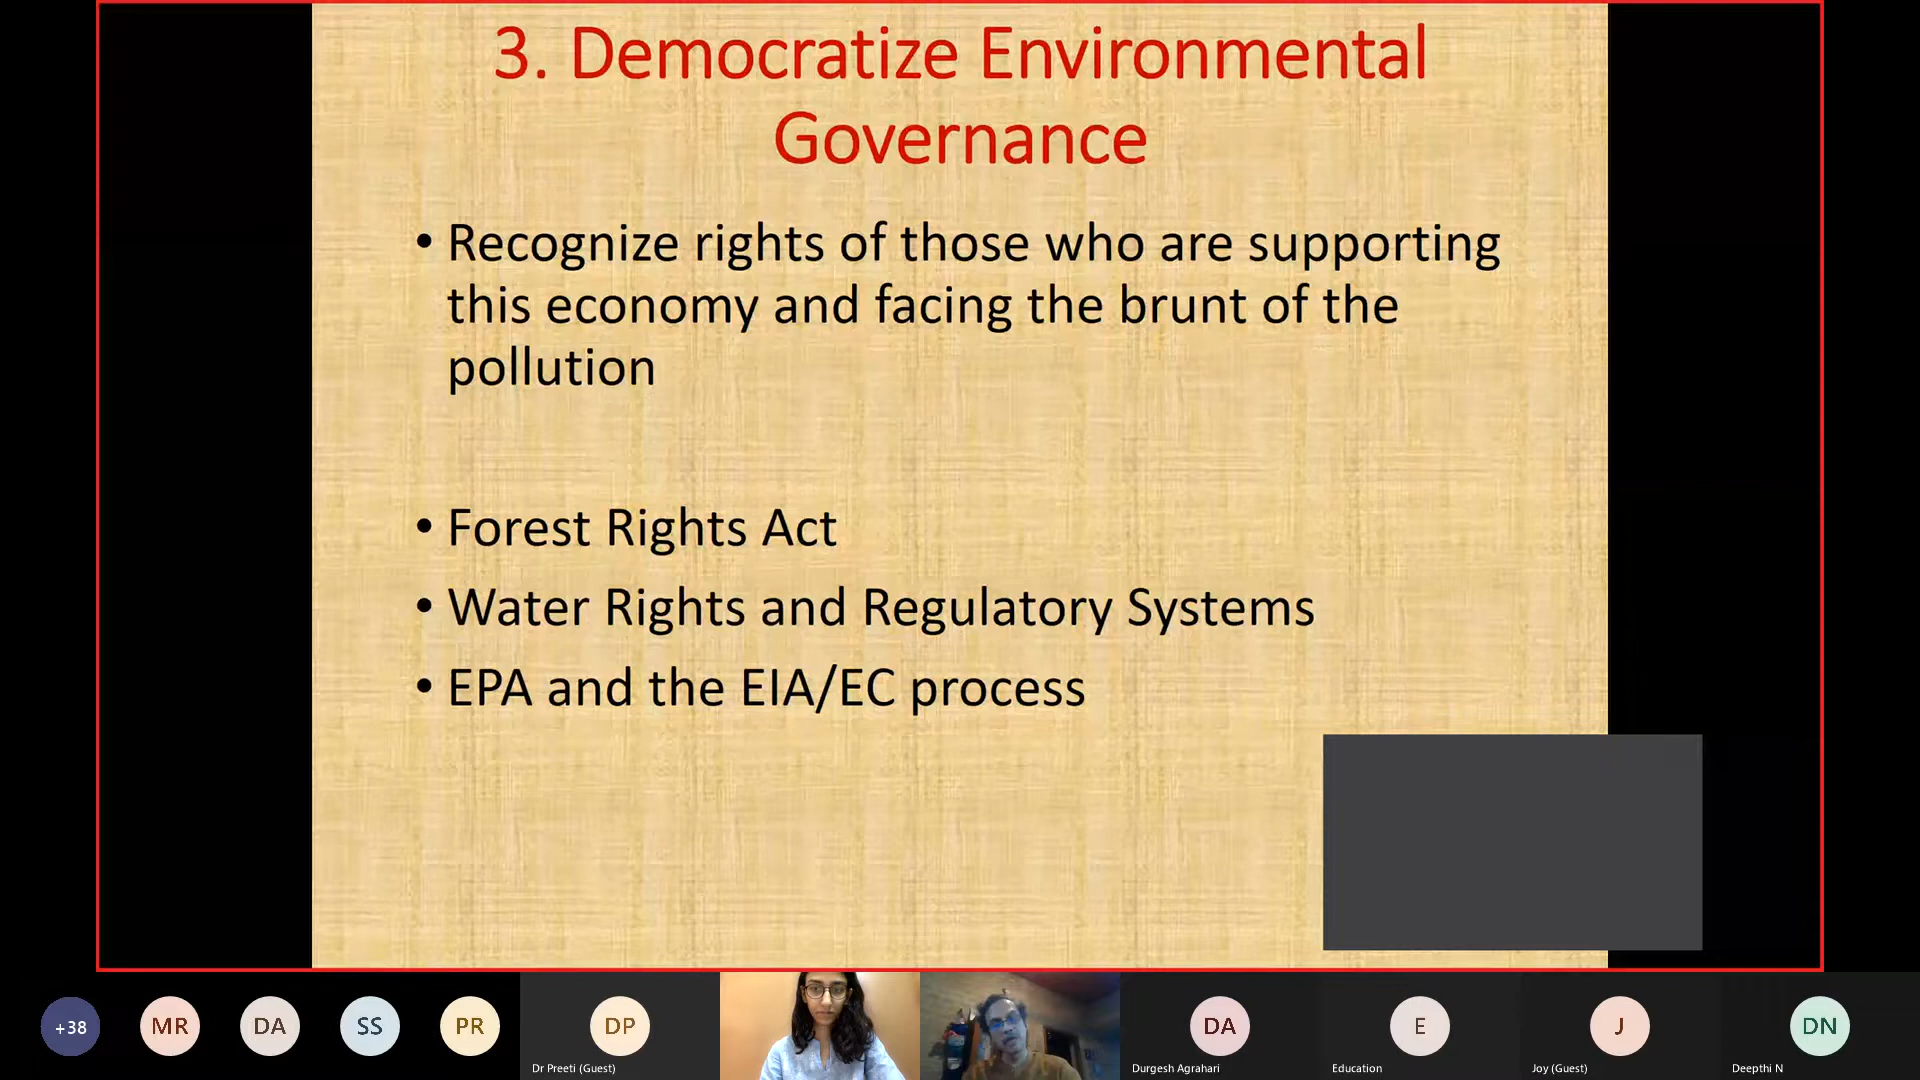 3. Democratize Environmental
Governance
• Recognize rights of those who are supporting
this economy and facing the brunt of the
pollution
• Forest Rights Act
• Water Rights and Regulatory Systems
• EPA and the EIA/EC process
+38
MR
DA
SS
PR
DP
DA
E
J
DN
Dr Preeti (Guest)
Durgesh Agrahari
Education
Joy (Guest)
Deepthi N